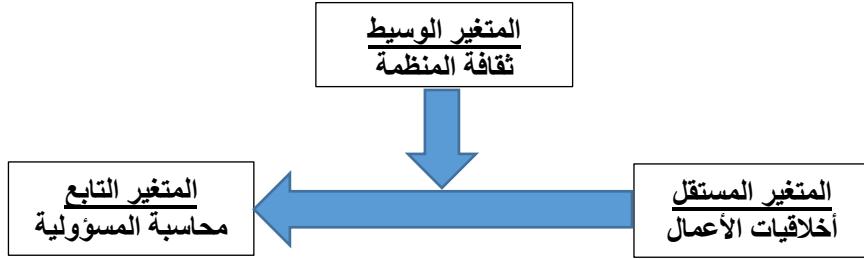 المتغير الوسيط
ثقافة المنظمة
المتغير المستقل
أخلاقيات الأعمال
المتغير التابع
محاسبة المسؤولية